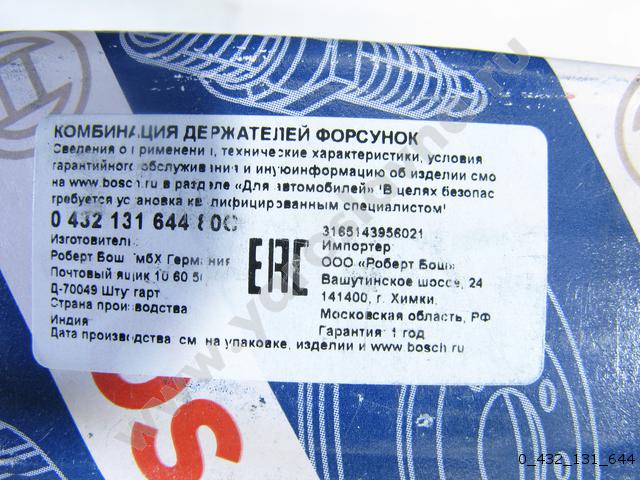 КОМБИНАЦИЯ ДЕРЖАТЕЛЕЙ ФОРСУНОК
Сведения о применении, технические характеристики, условия
гарантийного обслуживания и иную информацию об изделии смо
на www.bosch.ru в разделе «Для автомобилей» !В целях безопас
требуется установка квалифицированным специалистом!
0 432 131 644 80C
3165143956021
Изготовитель:
Роберт Бош ГмбХ Германия
Почтовый ящик 10 60 50
Д-70049 Штутгарт
Страна производства
Индия
EAC
Импортер:
ООО «Роберт Бош»
Вашутинское шоссе, 24
141400, г. Химки,
Московская область, РФ
Гарантия: 1 год
Дата производства: см. на упаковке, изделии и www.bosch.ru
OS
0_432_131_644